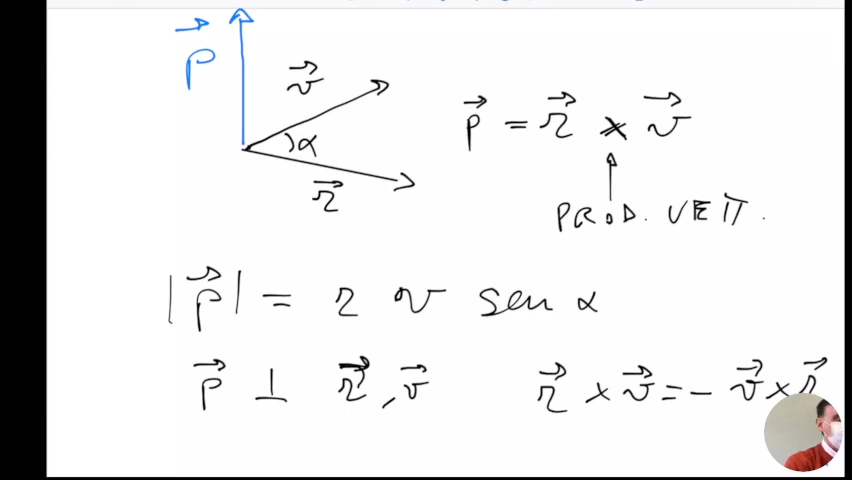 p⃗
v⃗
α
r⃗
p⃗ = r⃗ × v⃗
PROD. VETT.
|p⃗| = r v sen α
p⃗ ⊥ r⃗, v⃗
r⃗ × v⃗ = - v⃗ × r⃗